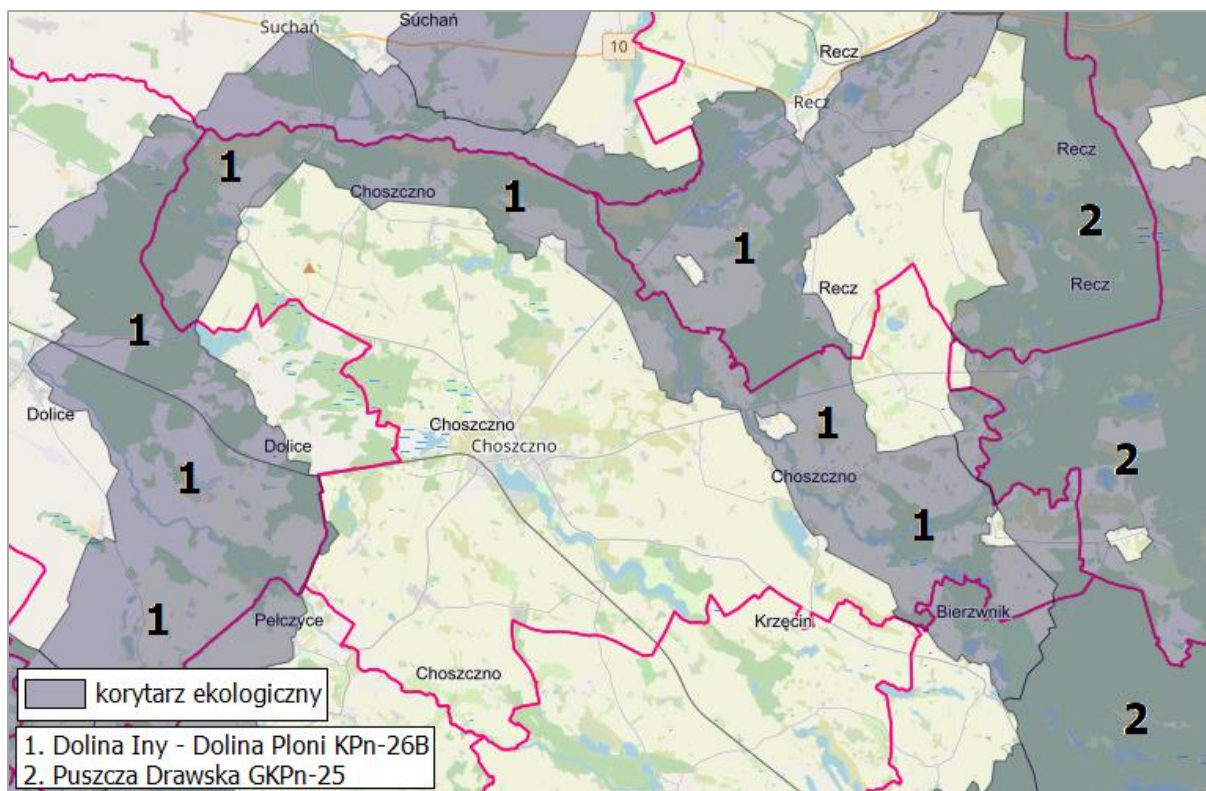 Suchań
Suchań
10
Recz
Recz
1
Choszczno
1
1
Recz
2
Recz
Recz
1
Dolice
Dolice
Choszczno
1
Choszczno
2
1
1
1
Pełczyce
Krzęcin
Bierzwnik
Choszczno
korytarz ekologiczny
1. Dolina Iny - Dolina Ploni KPn-26B
2. Puszcza Drawska GKPn-25
2